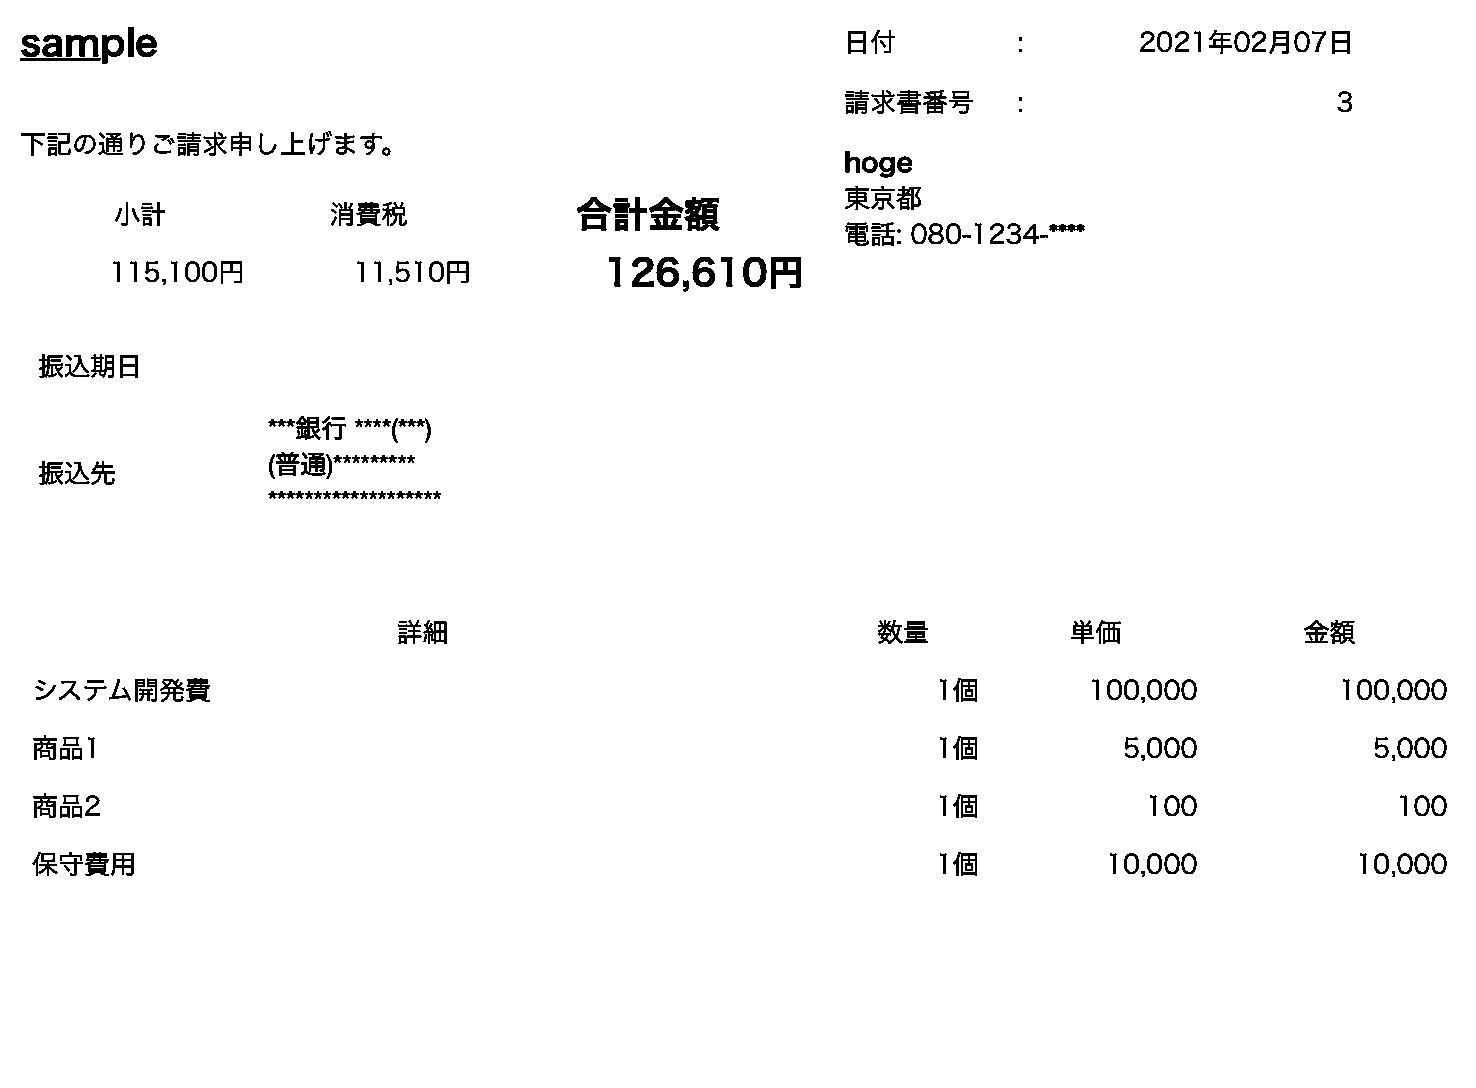 sample
日付 : 2021年02月07日
請求書番号 : 3
下記の通りご請求申し上げます。
hoge
東京都
電話: 080-1234-****
小計 消費税 合計金額
115,100円 11,510円 126,610円
振込期日
振込先
***銀行 ****(***)
(普通)*********
*******************
詳細 数量 単価 金額
システム開発費 1個 100,000 100,000
商品1 1個 5,000 5,000
商品2 1個 100 100
保守費用 1個 10,000 10,000